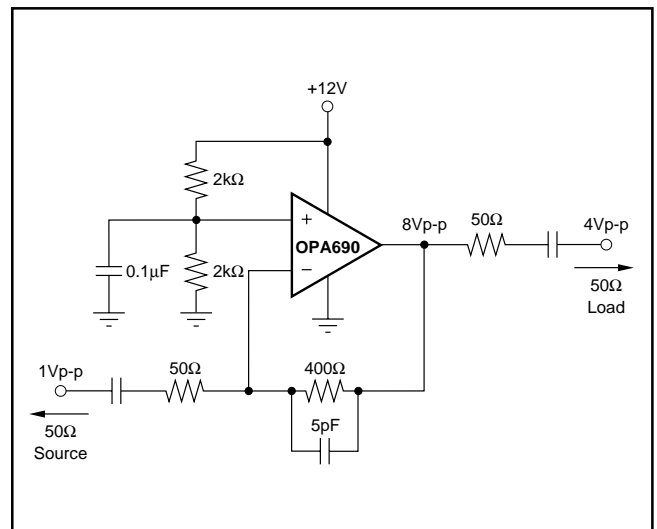 +12V
2kΩ
+
8Vp-p
50Ω
4Vp-p
OPA690
0.1µF
2kΩ
−
50Ω
Load
1Vp-p
50Ω
400Ω
50Ω
Source
5pF